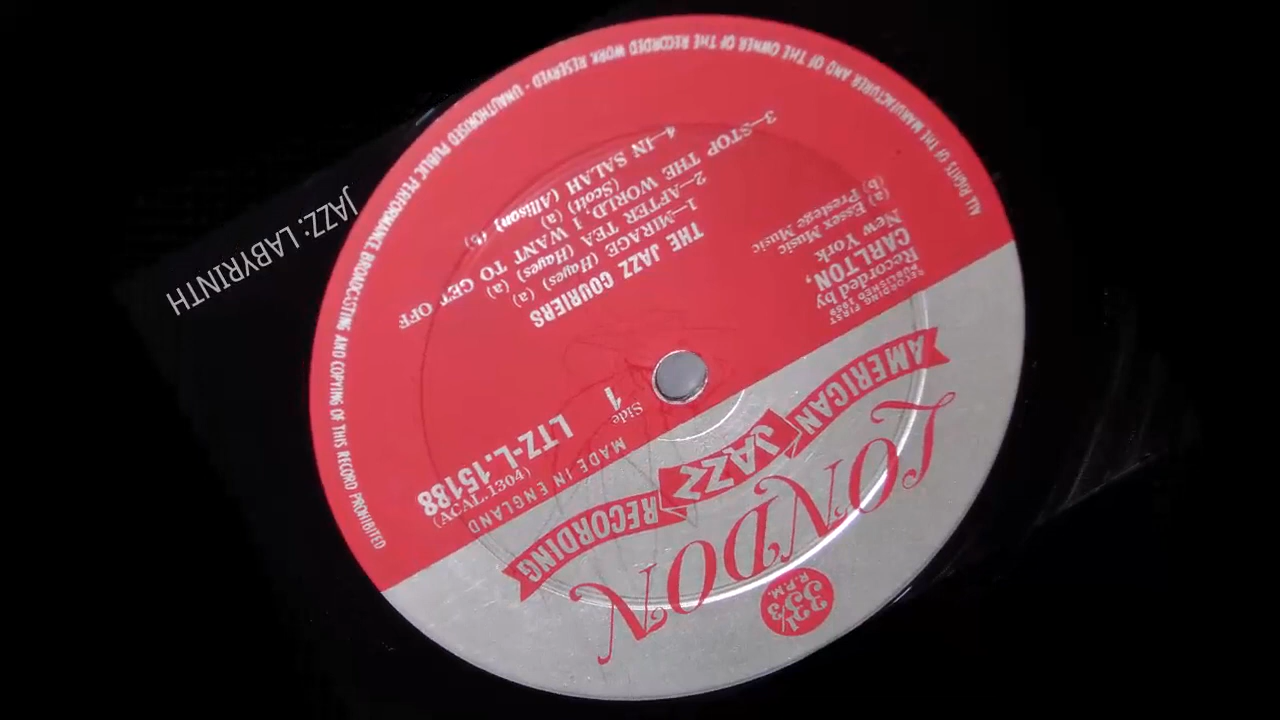 33 1/3
R.P.M.
LONDON
AMERICAN JAZZ RECORDING
MADE IN ENGLAND
RECORDING FIRST
PUBLISHED 1959
Recorded by
CARLTON,
New York
(a) Essex Music
(b) Prestege Music
Side
1
LTZ-L.15188
(ACAL.1304)
THE JAZZ COURIERS
1—MIRAGE (Hayes) (a)
2—AFTER TEA (Hayes) (a)
3—STOP THE WORLD, I WANT TO GET OFF
(Scott) (a)
4—IN SALAH (Allison) (b)
ALL RIGHTS OF THE MANUFACTURER AND OF THE OWNER OF THE RECORDED WORK RESERVED - UNAUTHORISED PUBLIC PERFORMANCE BROADCASTING AND COPYING OF THIS RECORD PROHIBITED
JAZZ: LABYRINTH